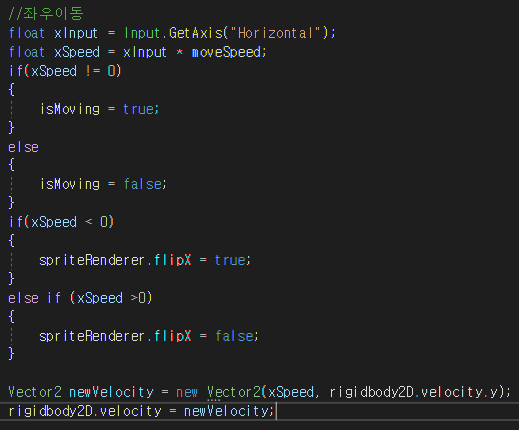 //좌우이동
float xInput = Input.GetAxis("Horizontal");
float xSpeed = xInput * moveSpeed;
if(xSpeed != 0)
{
isMoving = true;
}
else
{
isMoving = false;
}
if(xSpeed < 0)
{
spriteRenderer.flipX = true;
}
else if (xSpeed >0)
{
spriteRenderer.flipX = false;
}
Vector2 newVelocity = new Vector2(xSpeed, rigidbody2D.velocity.y);
rigidbody2D.velocity = newVelocity;